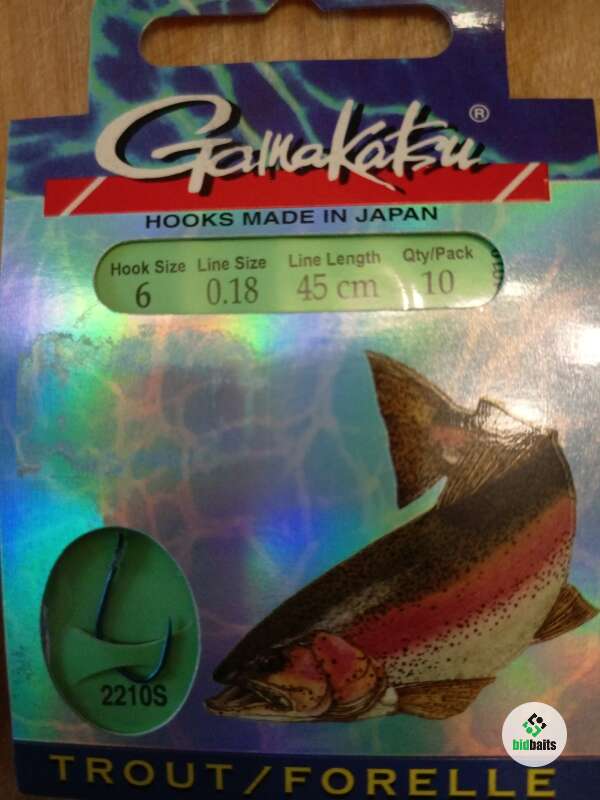 Gamakatsu®
HOOKS MADE IN JAPAN
Hook Size Line Size Line Length Qty/Pack
6 0.18 45 cm 10
2210S
bidbaits
TROUT/FORELLE